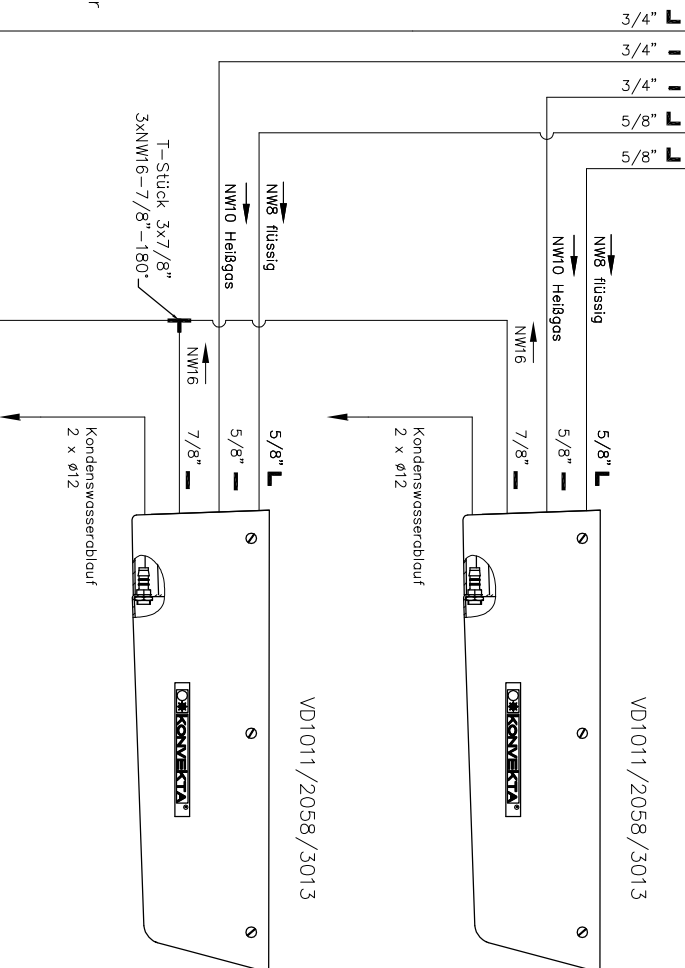 3/4"
3/4"
3/4"
5/8"
5/8"
T-Stück 3x7/8"
3xNW16-7/8"-180°
NW8 flüssig
NW10 Heißgas
NW8 flüssig
NW10 Heißgas
NW16
NW16
5/8"
5/8"
7/8"
5/8"
5/8"
7/8"
Kondenswasserablauf
2 x ø12
Kondenswasserablauf
2 x ø12
VD1011/2058/3013
KONVEKTA®
VD1011/2058/3013
KONVEKTA®